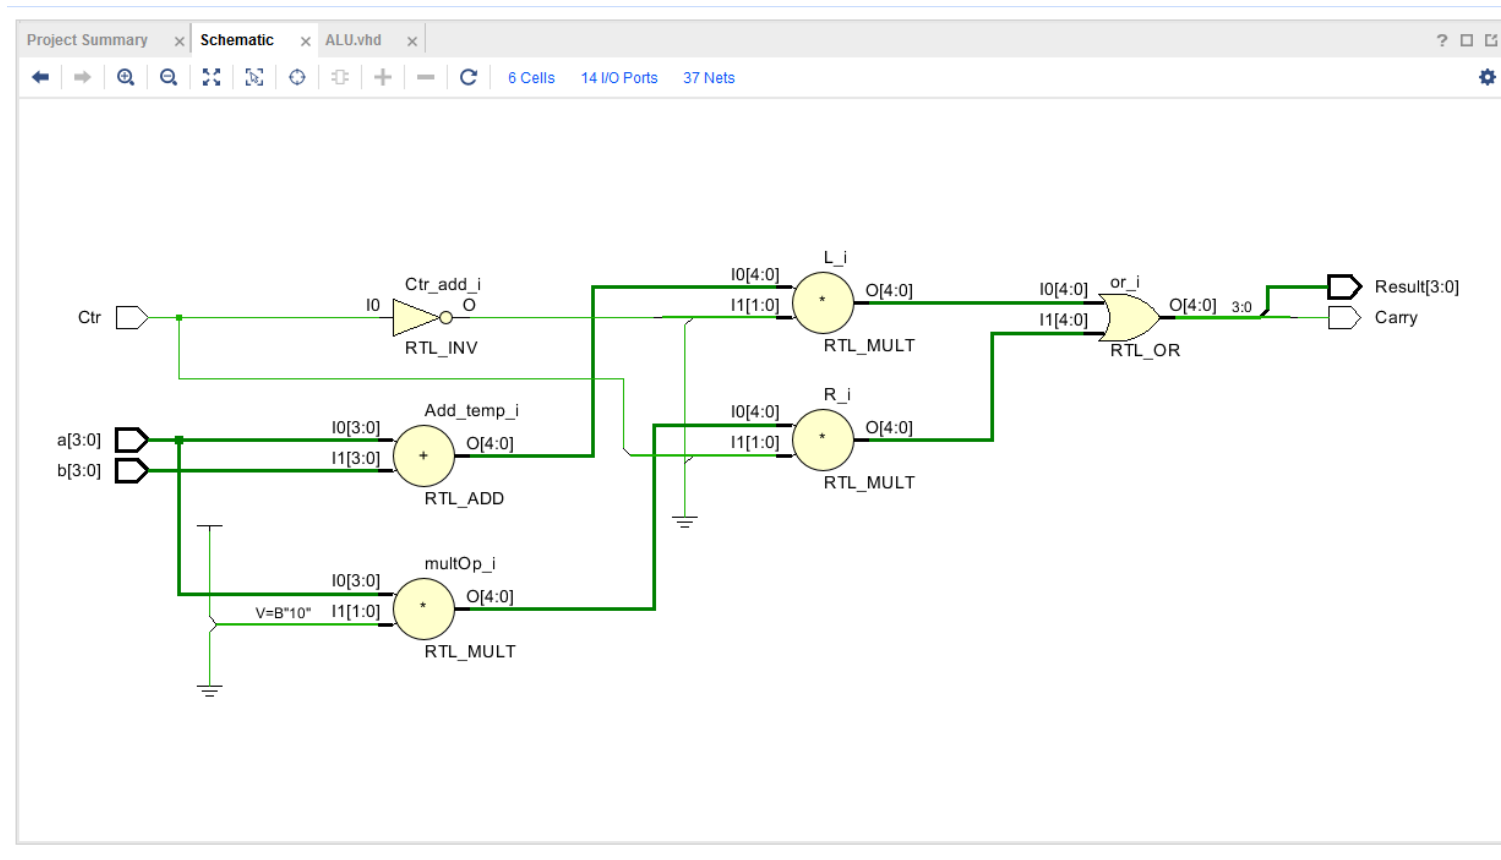 Project Summary × Schematic × ALU.vhd ×
? 
6 Cells 14 I/O Ports 37 Nets
L_i
I0[4:0]
O[4:0]
I1[1:0]
*
RTL_MULT
Ctr_add_i
Ctr
I0
O
RTL_INV
or_i
I0[4:0]
I1[4:0]
O[4:0]
3:0
RTL_OR
Result[3:0]
Carry
R_i
I0[4:0]
O[4:0]
I1[1:0]
*
RTL_MULT
Add_temp_i
a[3:0]
b[3:0]
I0[3:0]
O[4:0]
I1[3:0]
+
RTL_ADD
multOp_i
I0[3:0]
O[4:0]
V=B"10"
I1[1:0]
*
RTL_MULT